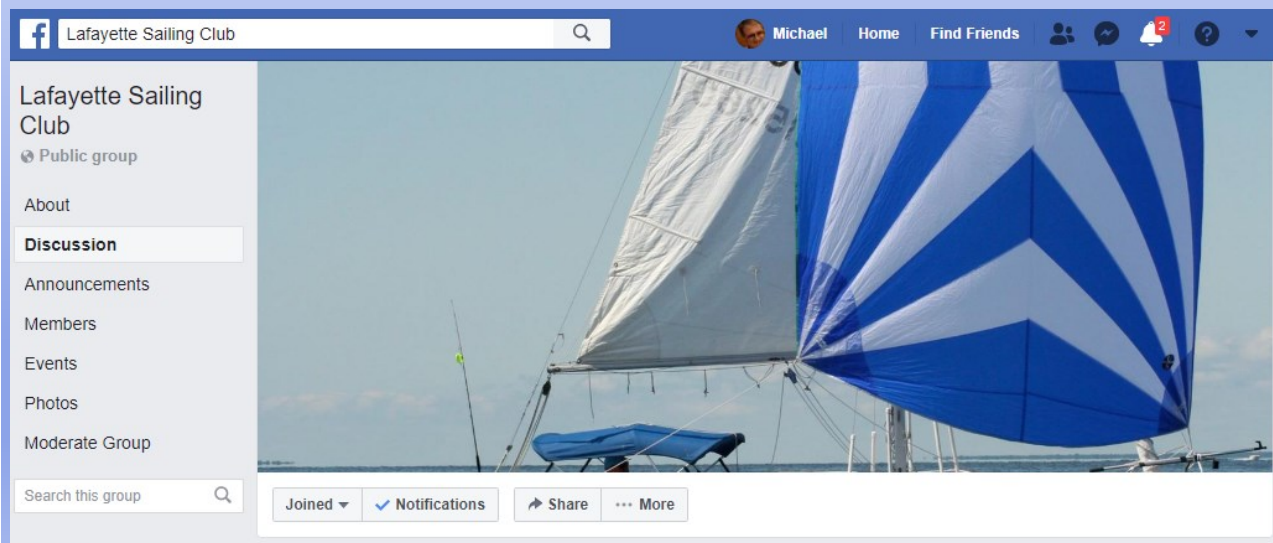 f
Lafayette Sailing Club
Michael Home Find Friends 2 ?
Lafayette Sailing
Club
Public group
About
Discussion
Announcements
Members
Events
Photos
Moderate Group
Search this group
Joined Notifications Share ... More